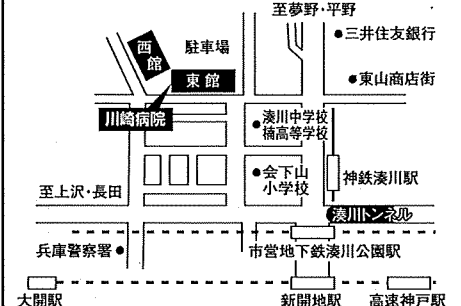 至夢野・平野
三井住友銀行
西館
駐車場
東山商店街
東館
川崎病院
湊川中学校
楠高等学校
会下山
小学校
神鉄湊川駅
至上沢・長田
湊川トンネル
兵庫警察署
市営地下鉄湊川公園駅
大開駅
新開地駅
高速神戸駅